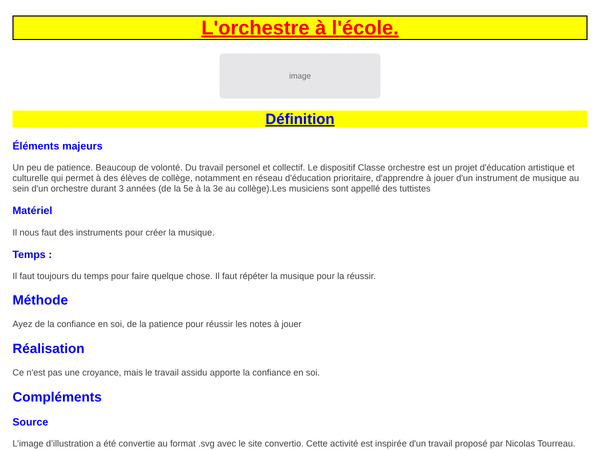 L'orchestre à l'école.
image
Définition
Éléments majeurs
Un peu de patience. Beaucoup de volonté. Du travail personel et collectif. Le dispositif Classe orchestre est un projet d'éducation artistique et
culturelle qui permet à des élèves de collège, notamment en réseau d'éducation prioritaire, d'apprendre à jouer d'un instrument de musique au
sein d'un orchestre durant 3 années (de la 5e à la 3e au collège).Les musiciens sont appellé des tuttistes
Matériel
Il nous faut des instruments pour créer la musique.
Temps :
Il faut toujours du temps pour faire quelque chose. Il faut répéter la musique pour la réussir.
Méthode
Ayez de la confiance en soi, de la patience pour réussir les notes à jouer
Réalisation
Ce n'est pas une croyance, mais le travail assidu apporte la confiance en soi.
Compléments
Source
L'image d'illustration a été convertie au format .svg avec le site convertio. Cette activité est inspirée d'un travail proposé par Nicolas Tourreau.